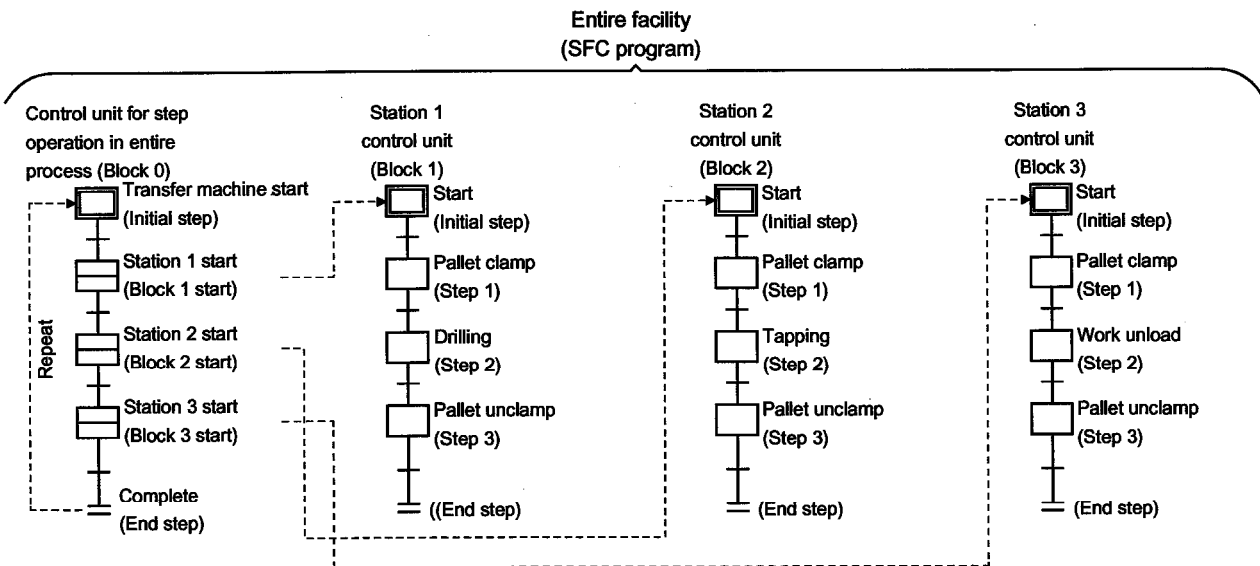 Entire facility
(SFC program)
Control unit for step
operation in entire
process (Block 0)
Transfer machine start
(Initial step)
Station 1 start
(Block 1 start)
Station 2 start
(Block 2 start)
Station 3 start
(Block 3 start)
Complete
(End step)
Repeat
Station 1
control unit
(Block 1)
Start
(Initial step)
Pallet clamp
(Step 1)
Drilling
(Step 2)
Pallet unclamp
(Step 3)
((End step)
Station 2
control unit
(Block 2)
Start
(Initial step)
Pallet clamp
(Step 1)
Tapping
(Step 2)
Pallet unclamp
(Step 3)
(End step)
Station 3
control unit
(Block 3)
Start
(Initial step)
Pallet clamp
(Step 1)
Work unload
(Step 2)
Pallet unclamp
(Step 3)
(End step)